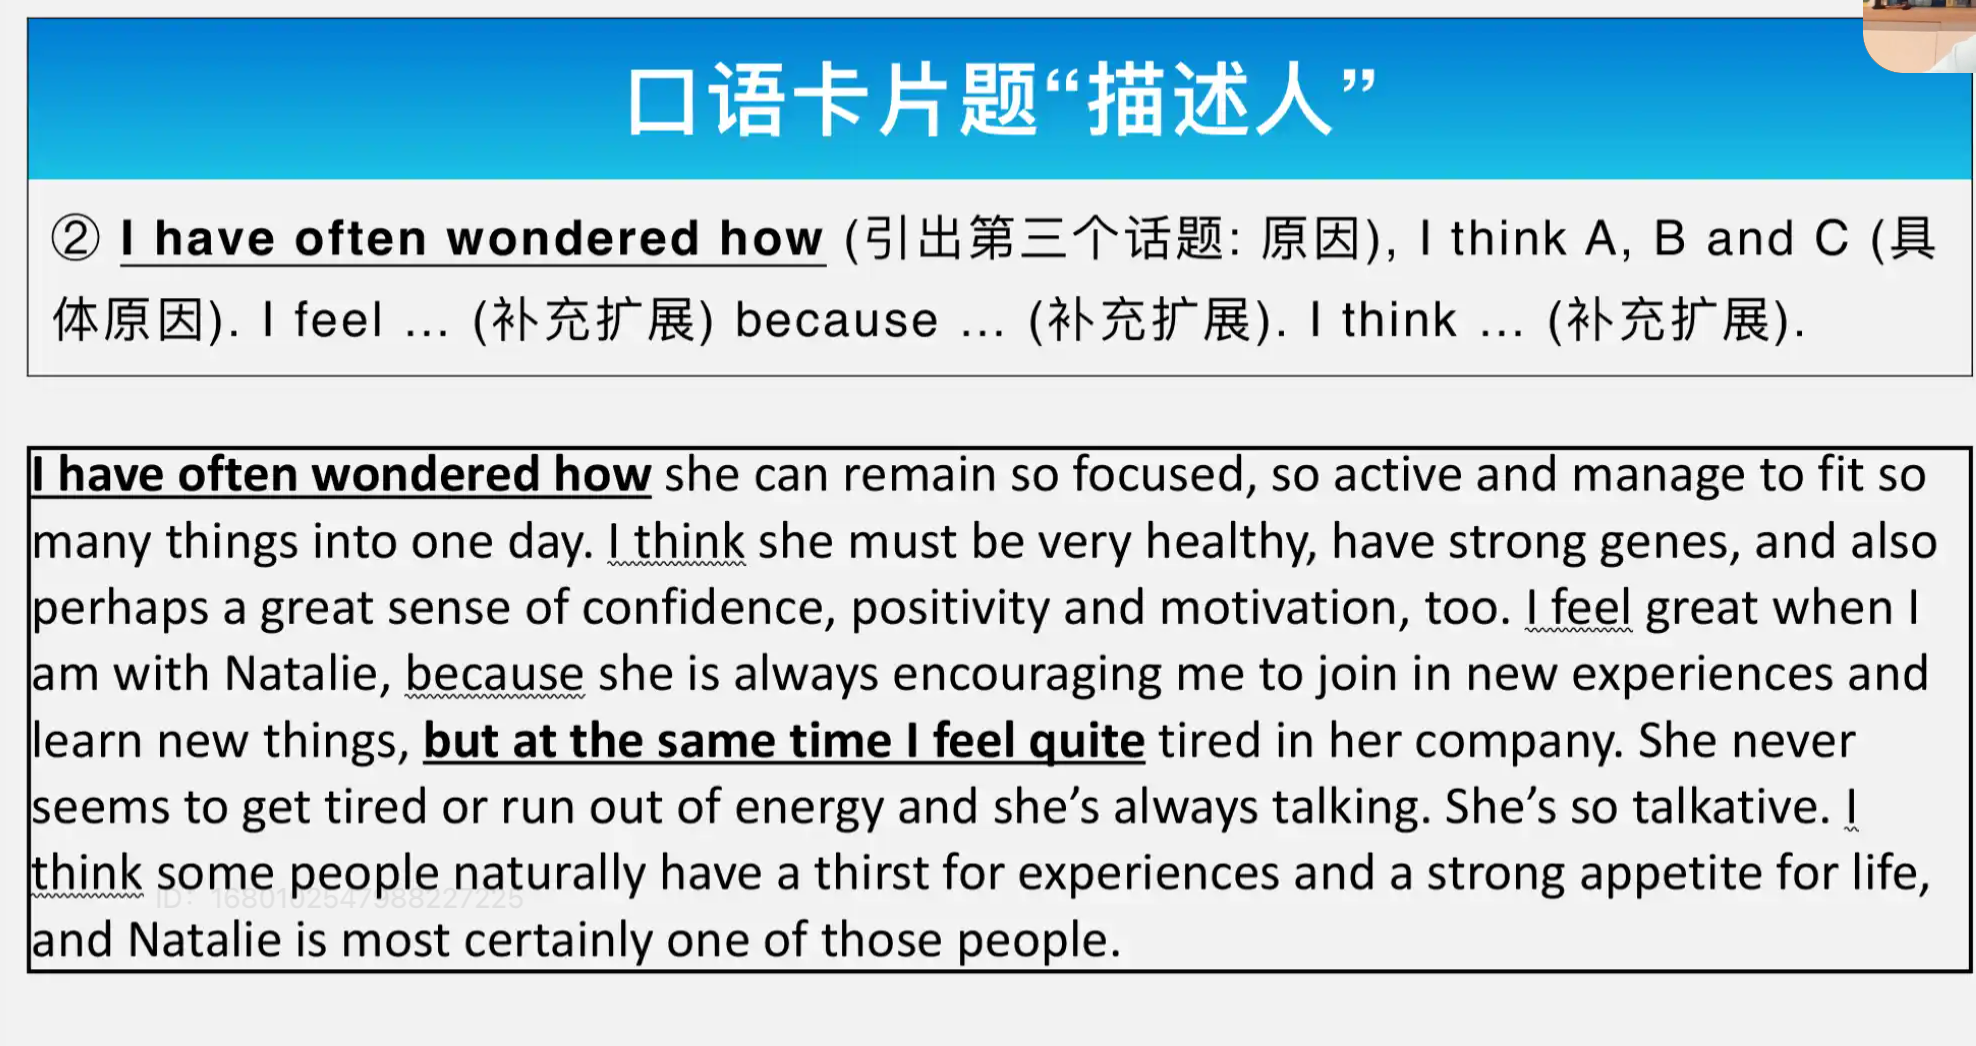 口语卡片题“描述人”
② I have often wondered how (引出第三个话题: 原因), I think A, B and C (具
体原因). I feel ... (补充扩展) because ... (补充扩展). I think ... (补充扩展).
I have often wondered how she can remain so focused, so active and manage to fit so
many things into one day. I think she must be very healthy, have strong genes, and also
perhaps a great sense of confidence, positivity and motivation, too. I feel great when I
am with Natalie, because she is always encouraging me to join in new experiences and
learn new things, but at the same time I feel quite tired in her company. She never
seems to get tired or run out of energy and she’s always talking. She’s so talkative. I
think some people naturally have a thirst for experiences and a strong appetite for life,
ID: 1680102547988227225
and Natalie is most certainly one of those people.